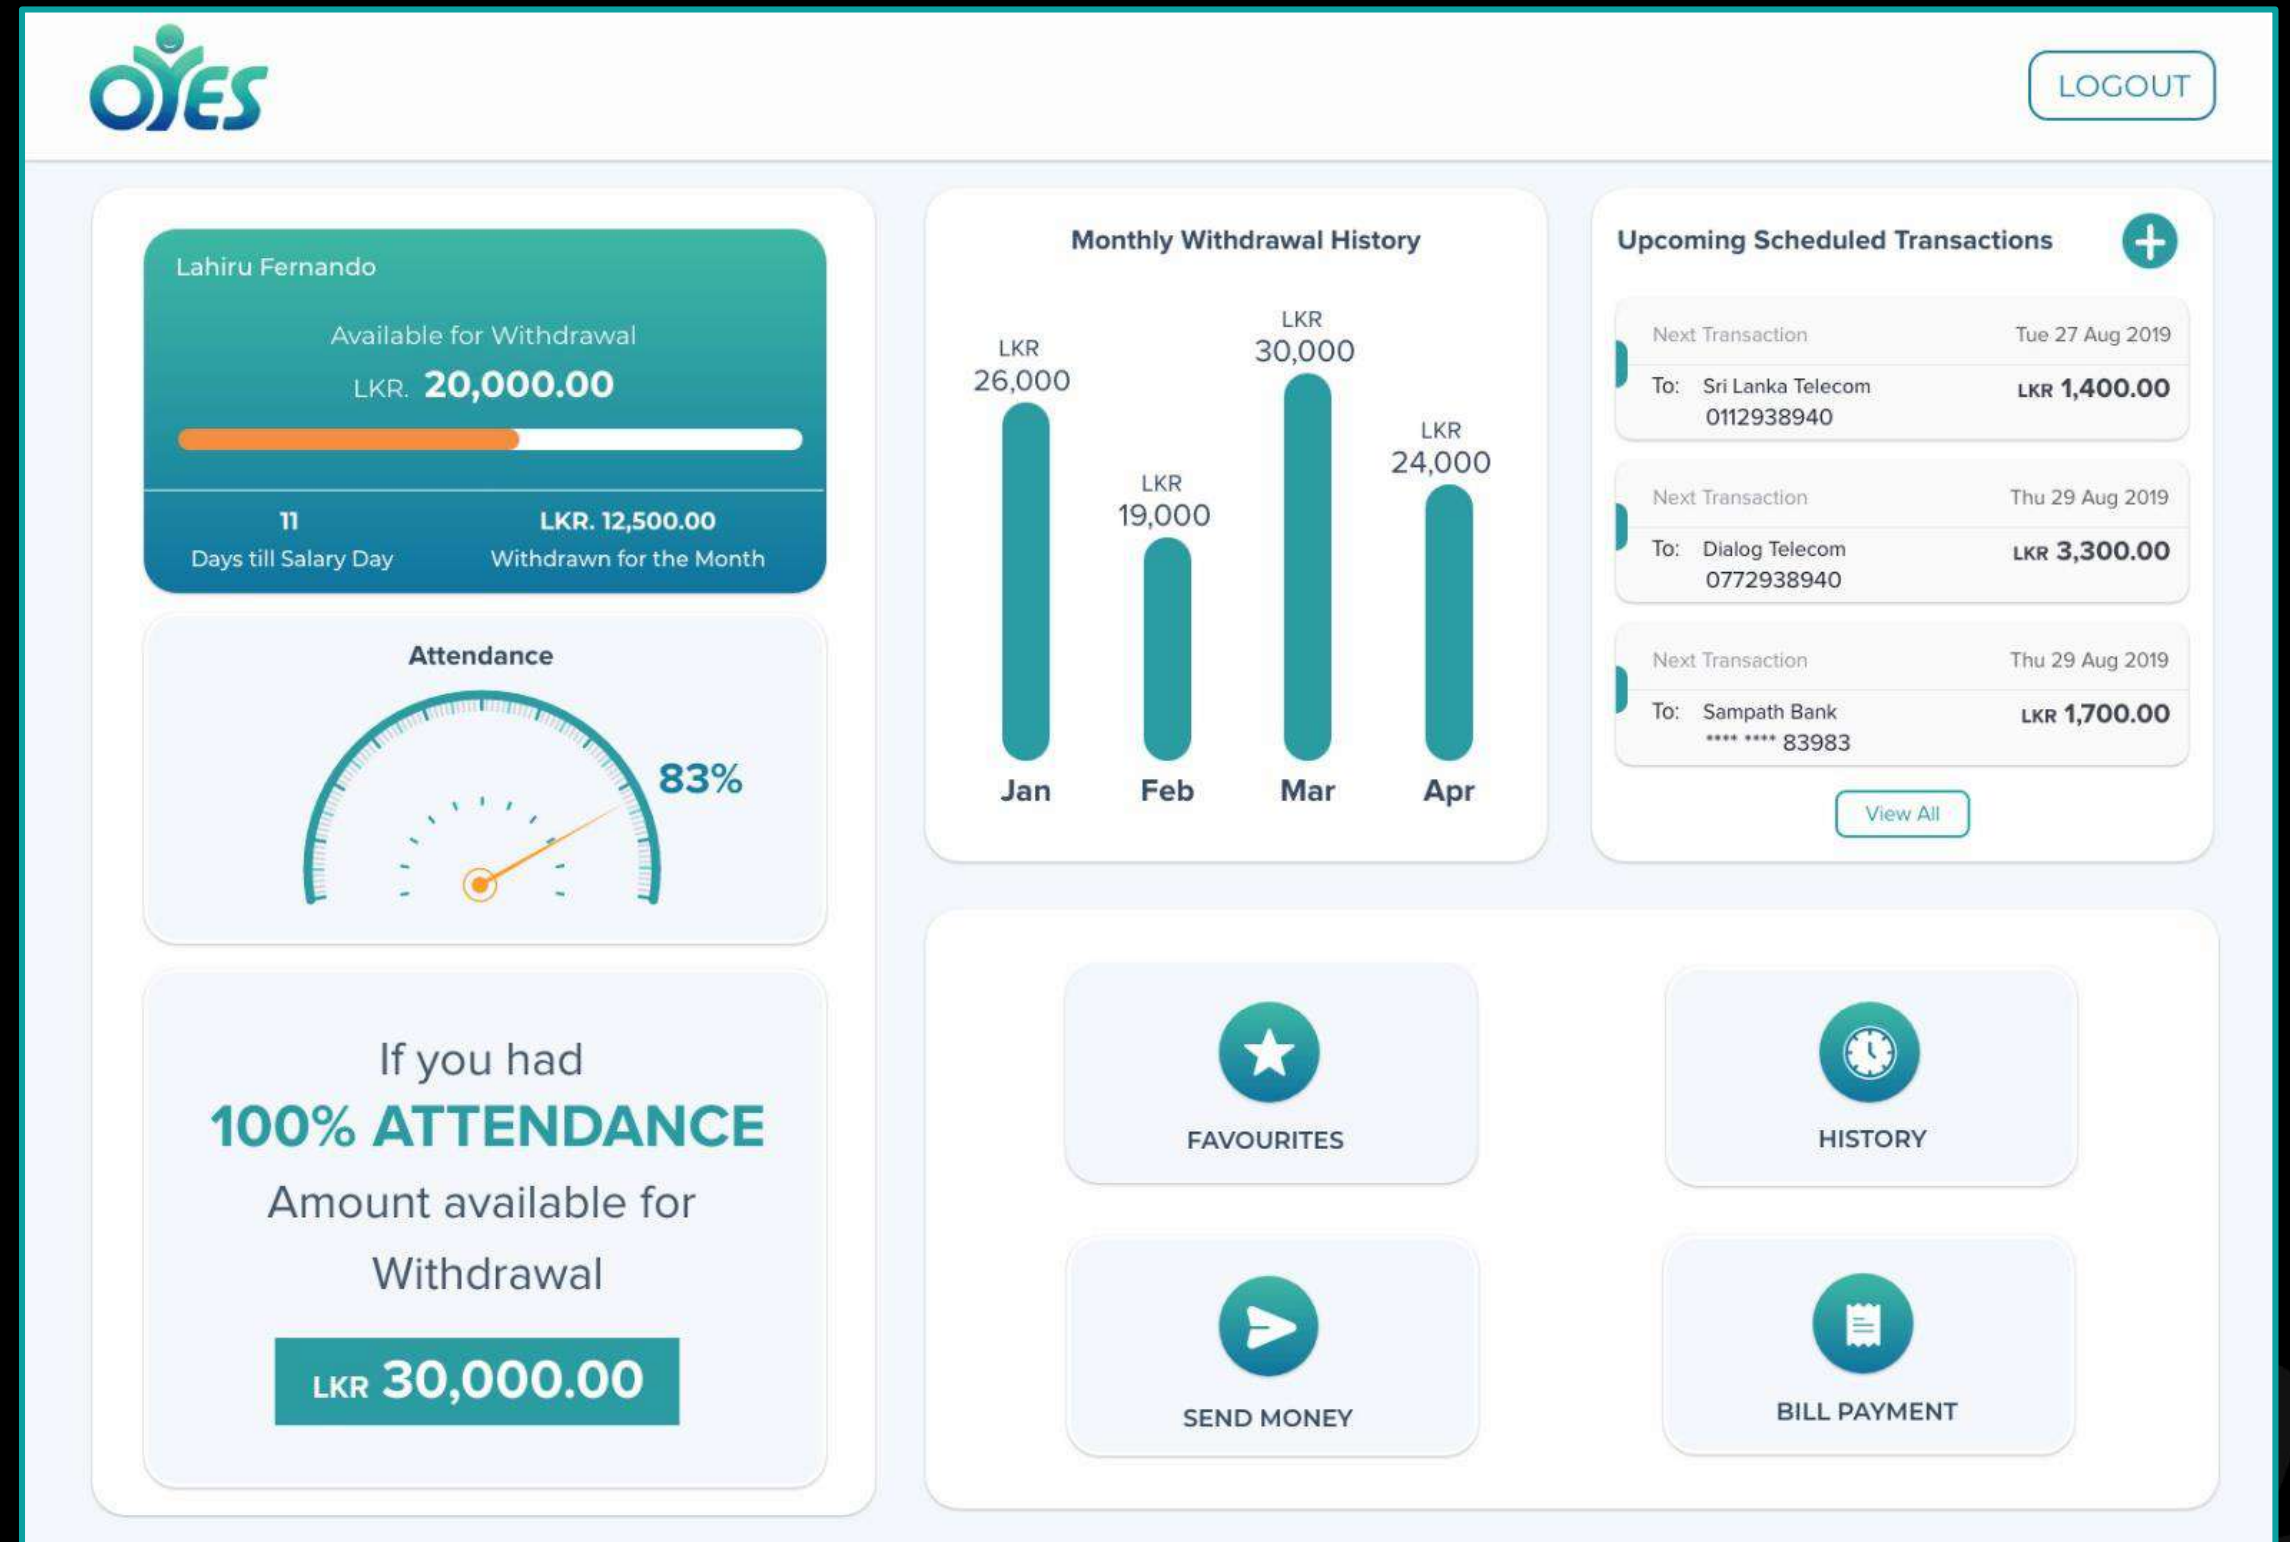 OYES
LOGOUT
Lahiru Fernando
Available for Withdrawal
LKR. 20,000.00
11
Days till Salary Day
LKR. 12,500.00
Withdrawn for the Month
Attendance
83%
If you had
100% ATTENDANCE
Amount available for
Withdrawal
LKR 30,000.00
Monthly Withdrawal History
LKR
26,000
LKR
19,000
LKR
30,000
LKR
24,000
Jan
Feb
Mar
Apr
Upcoming Scheduled Transactions
Next Transaction Tue 27 Aug 2019
To: Sri Lanka Telecom LKR 1,400.00
0112938940
Next Transaction Thu 29 Aug 2019
To: Dialog Telecom LKR 3,300.00
0772938940
Next Transaction Thu 29 Aug 2019
To: Sampath Bank LKR 1,700.00
**** **** 83983
View All
FAVOURITES
HISTORY
SEND MONEY
BILL PAYMENT